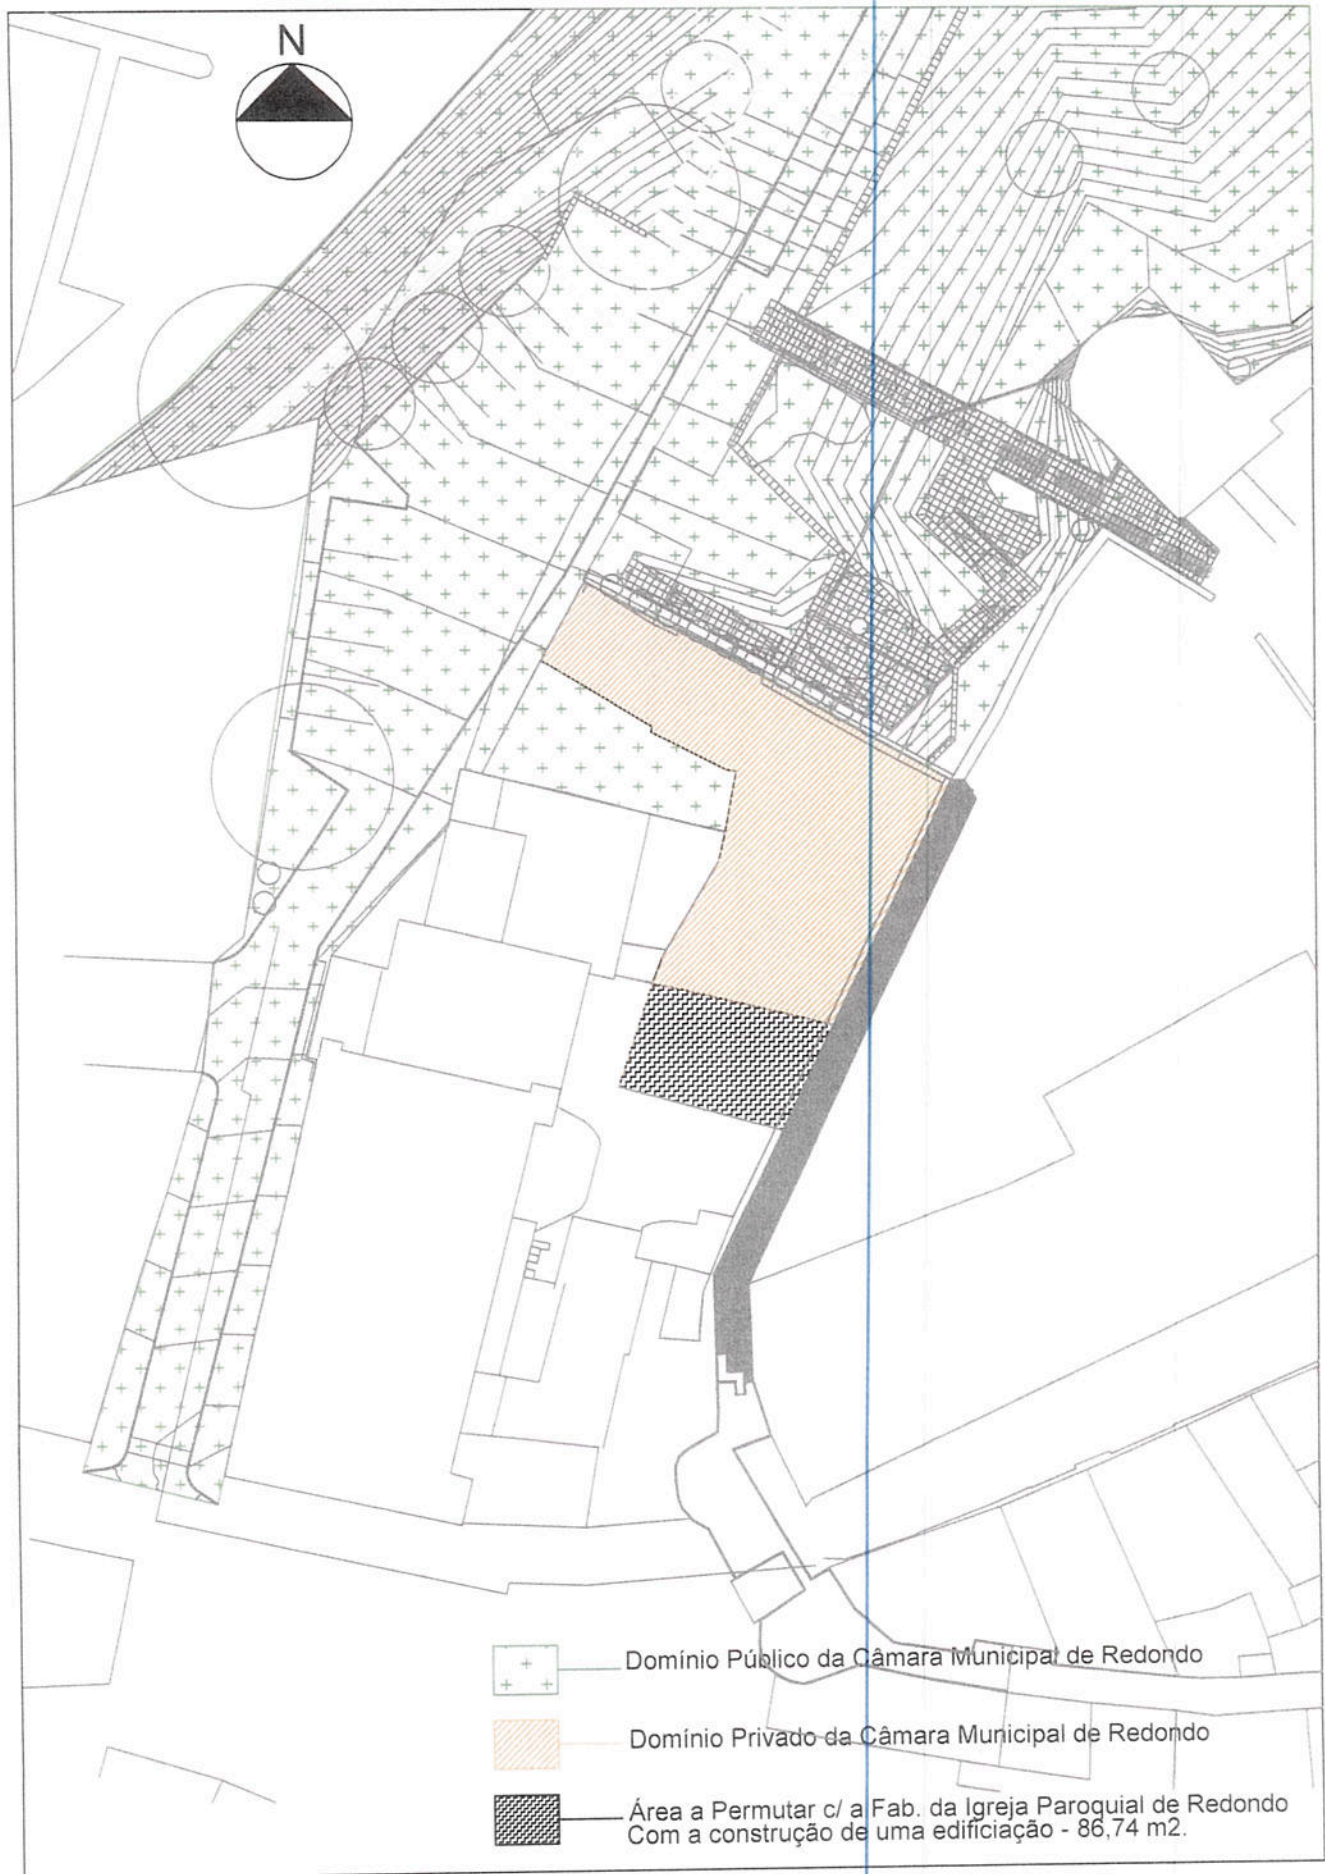 N
Domínio Público da Câmara Municipal de Redondo
Domínio Privado da Câmara Municipal de Redondo
Área a Permutar c/ a Fab. da Igreja Paroquial de Redondo
Com a construção de uma edificiação - 86,74 m2.